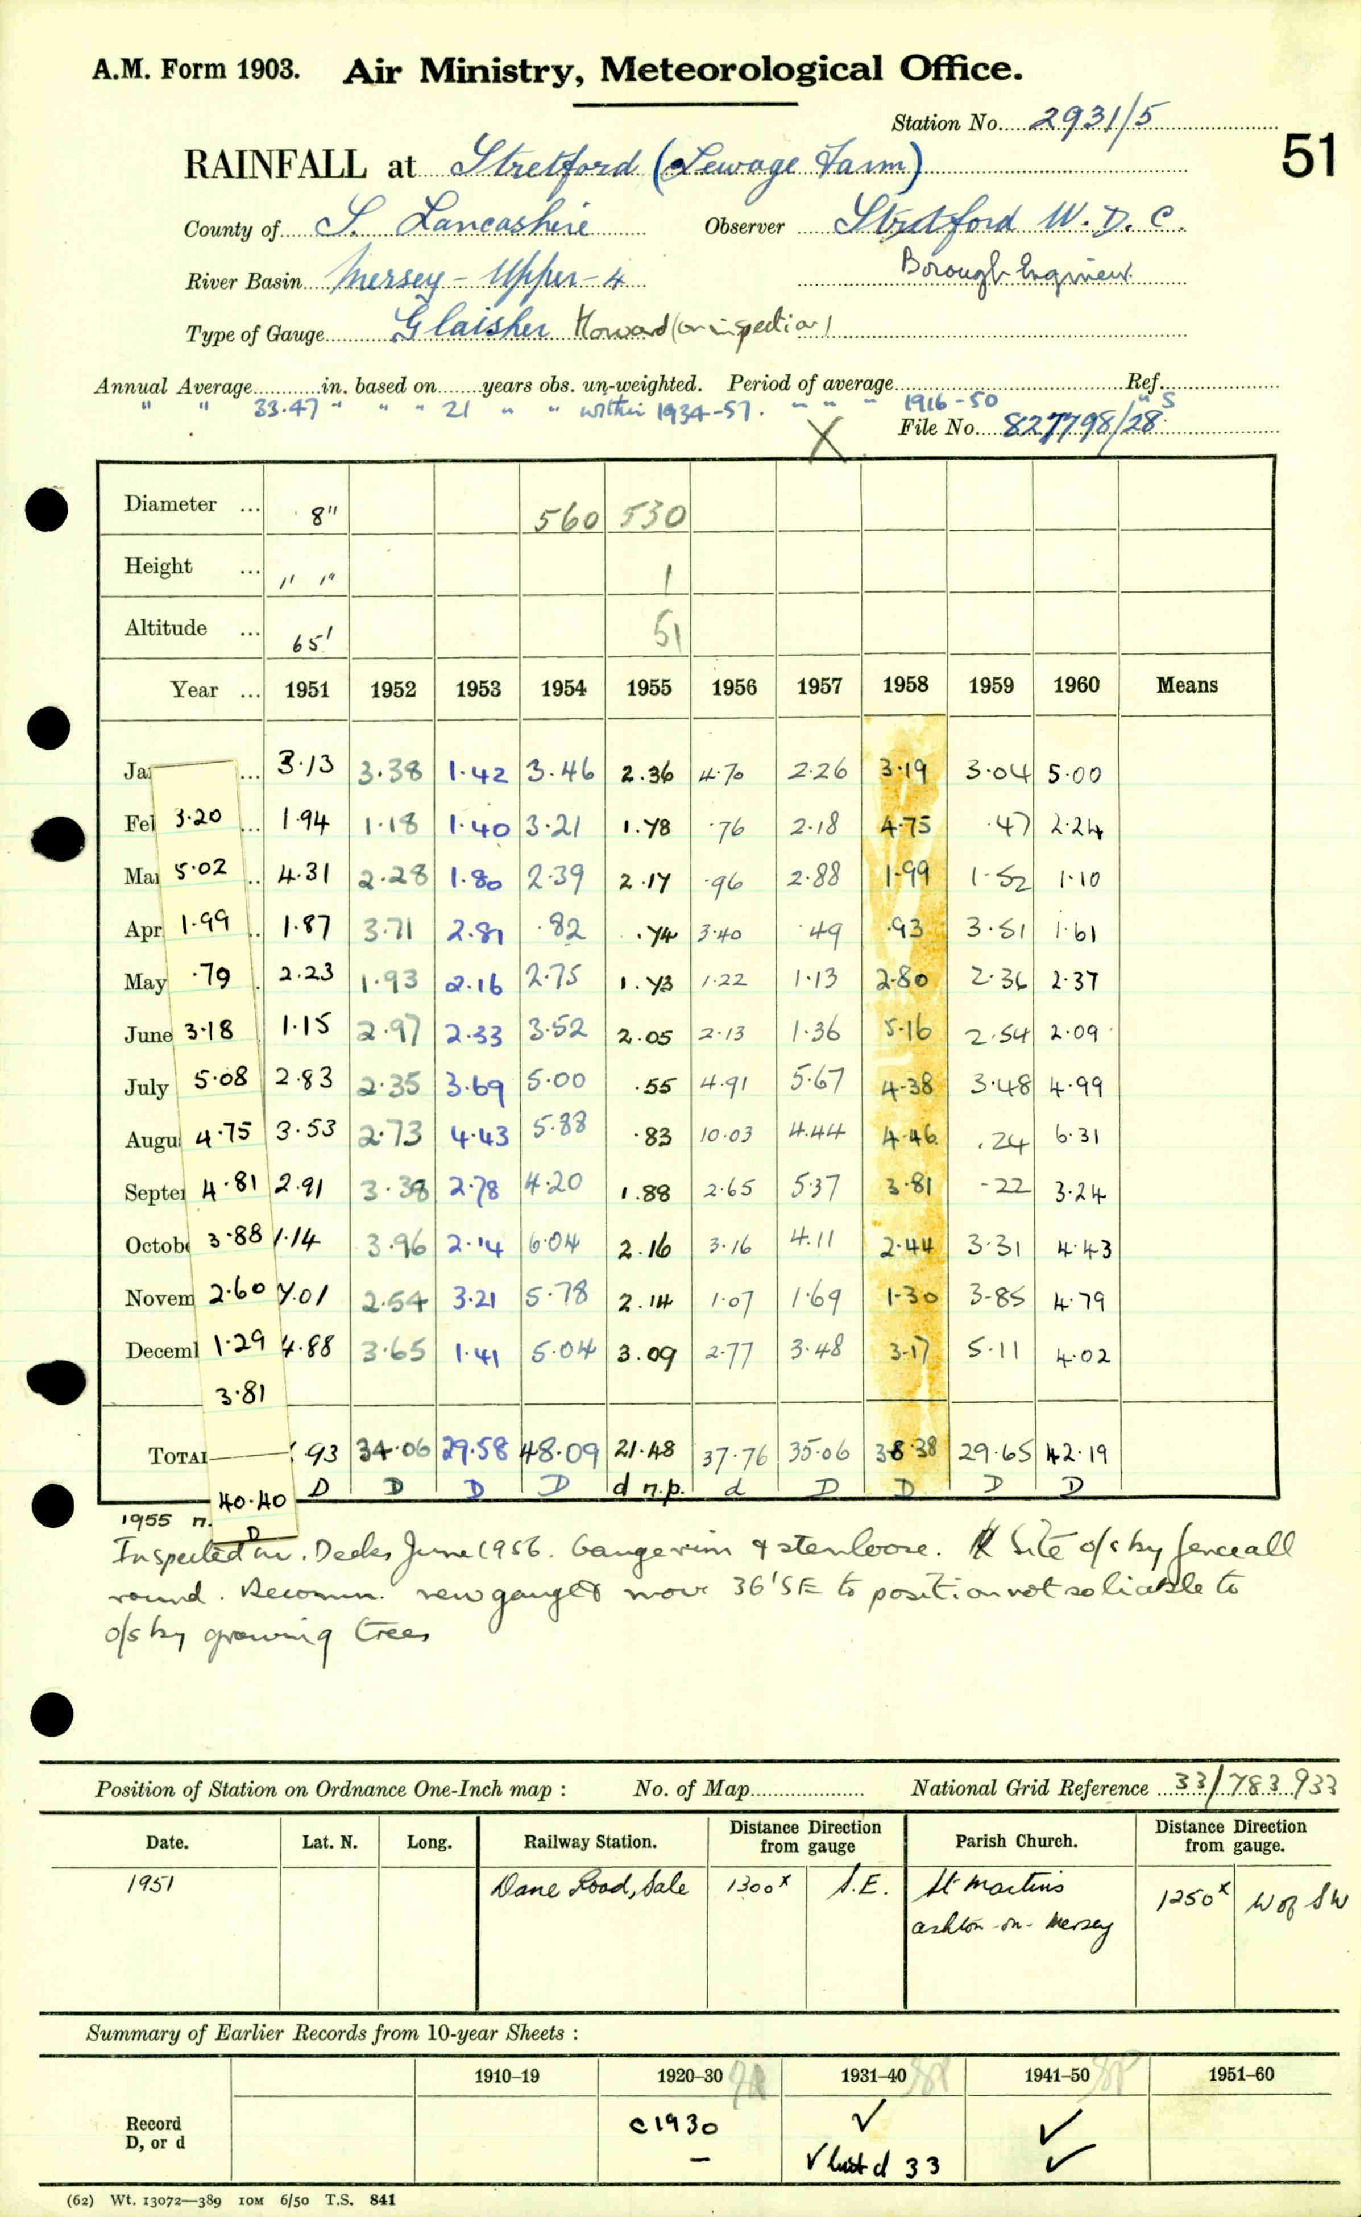 A.M. Form 1903. Air Ministry, Meteorological Office.
Station No. 2931/5
51
RAINFALL at Stretford (Sewage Farm)
County of S. Lancashire Observer Stretford U.D.C.
River Basin Mersey - Upper - 4 Borough Engineer.
Type of Gauge Glaisher Howard (on inspection)
Annual Average in. based on years obs. un-weighted. Period of average Ref.
" " 33.47 " " " 21 " " within 1934-57. " " " 1916-50 " S
X File No. 827798/28
Diameter ... 8" 560 530
Height ... 1' 1" 1
Altitude ... 65' 51
Year ... 1951 1952 1953 1954 1955 1956 1957 1958 1959 1960 Means
Ja ... 3.13 3.38 1.42 3.46 2.36 4.70 2.26 3.19 3.04 5.00
Fe 3.20 ... 1.94 1.18 1.40 3.21 1.78 .76 2.18 4.75 .47 2.24
Ma 5.02 .. 4.31 2.28 1.80 2.39 2.17 .96 2.88 1.99 1.52 1.10
Apr 1.99 .. 1.87 3.71 2.81 .82 .74 3.40 .49 .93 3.51 1.61
May .79 . 2.23 1.93 2.16 2.75 1.73 1.22 1.13 2.80 2.36 2.37
June 3.18 1.15 2.97 2.33 3.52 2.05 2.13 1.36 5.16 2.54 2.09
July 5.08 2.83 2.35 3.69 5.00 .55 4.91 5.67 4.38 3.48 4.99
Augu 4.75 3.53 2.73 4.43 5.88 .83 10.03 4.44 4.46 .24 6.31
Septe 4.81 2.91 3.38 2.78 4.20 1.88 2.65 5.37 3.81 .22 3.24
Octob 3.88 1.14 3.96 2.14 6.04 2.16 3.16 4.11 2.44 3.31 4.43
Novem 2.60 7.01 2.54 3.21 5.78 2.14 1.07 1.69 1.30 3.85 4.79
Decem 1.29 4.88 3.65 1.41 5.04 3.09 2.77 3.48 3.17 5.11 4.02
3.81
TOTAL .93 34.06 29.58 48.09 21.48 37.76 35.06 38.38 29.65 42.19
40.40 D D D D d n.p. d D D D D
D
1955 n.
Inspected Mr. Decks June 1956. Gauge rim & stem loose. Site o/s by fence all
round. Recomm. new gauge & move 36' SE to position not so liable to
o/s by growing trees
Position of Station on Ordnance One-Inch map : No. of Map National Grid Reference 33/783933
Date. Lat. N. Long. Railway Station. Distance Direction from gauge Parish Church. Distance Direction from gauge.
1951 Dane Road, Sale 1300x S.E. St Martins 1250x W of SW
ashton-on-Mersey
Summary of Earlier Records from 10-year Sheets :
1910–19 1920–30 1931–40 1941–50 1951–60
Record c1930 ✓ ✓
D, or d – ✓ but d 33 ✓
(62) Wt. 13072—389 10M 6/50 T.S. 841